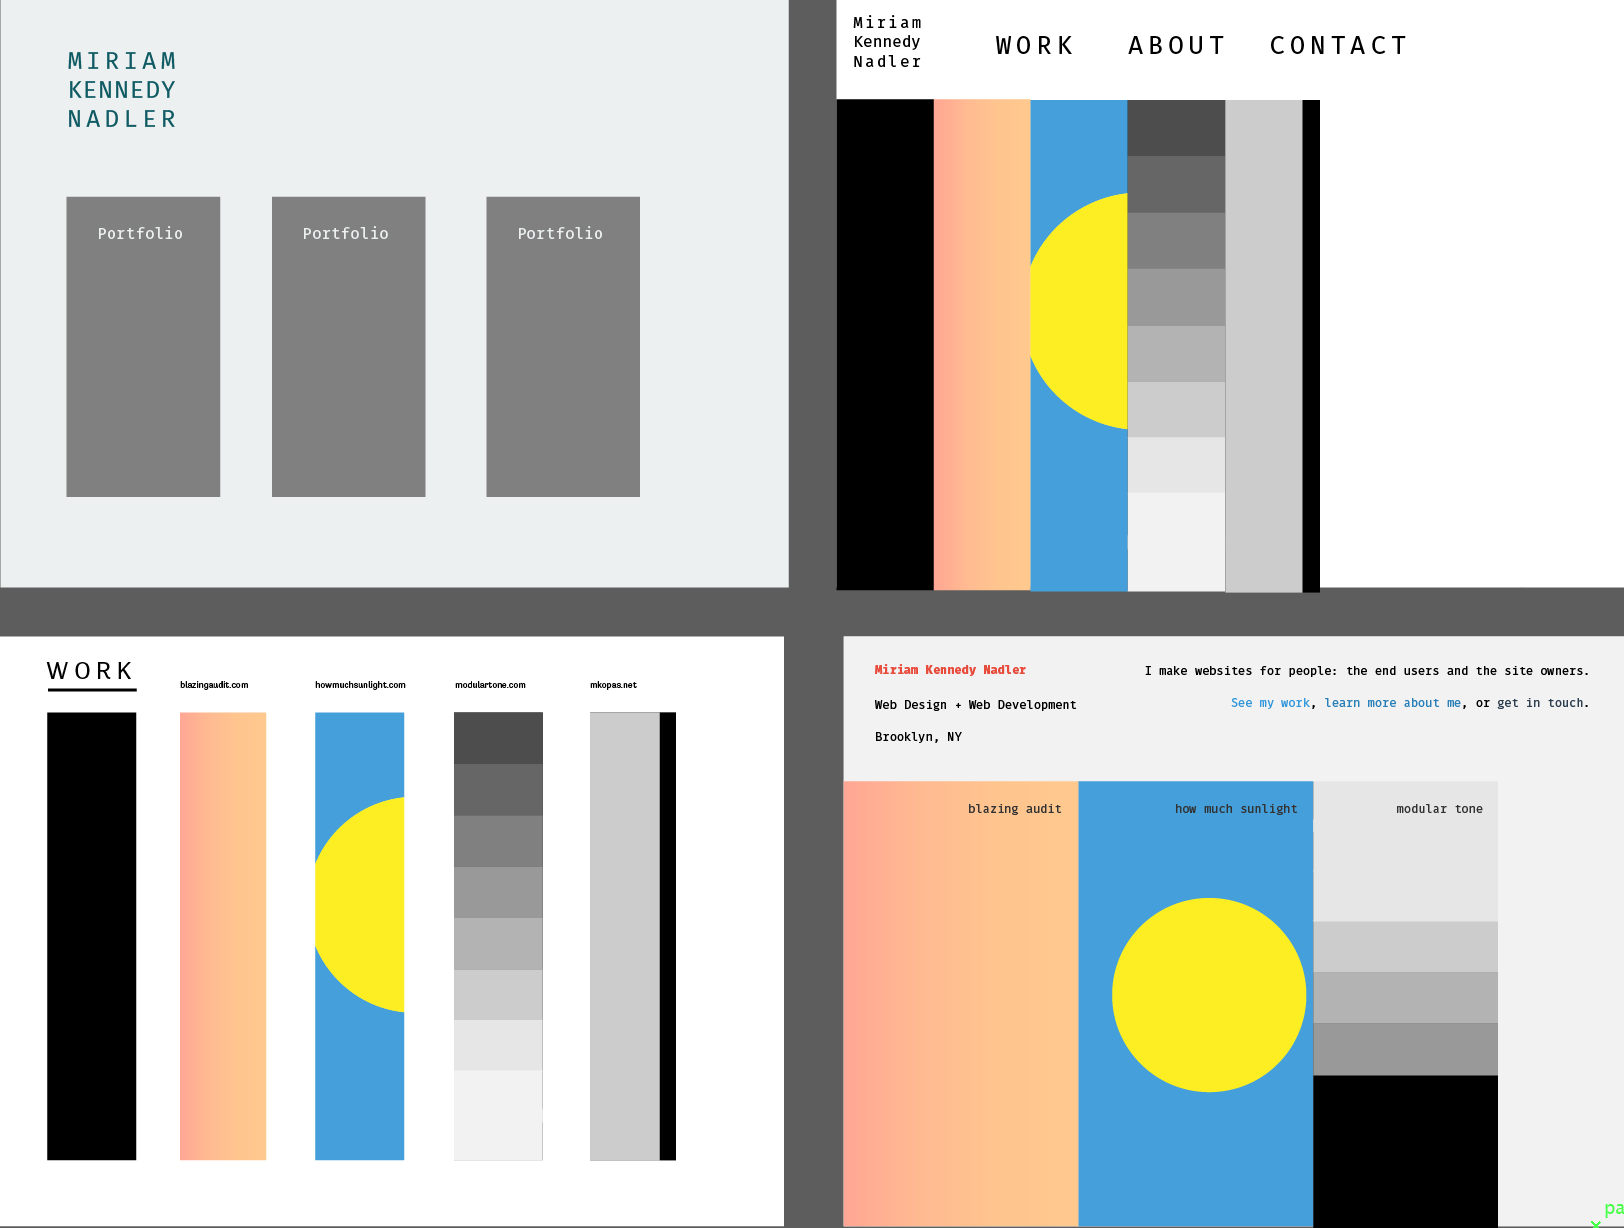 MIRIAM
KENNEDY
NADLER
Portfolio
Portfolio
Portfolio
Miriam
Kennedy
Nadler
WORK ABOUT CONTACT
WORK
blazingaudit.com
howmuchsunlight.com
modulartone.com
mkopas.net
Miriam Kennedy Nadler
Web Design + Web Development
Brooklyn, NY
I make websites for people: the end users and the site owners.
See my work, learn more about me, or get in touch.
blazing audit
how much sunlight
modular tone
pa